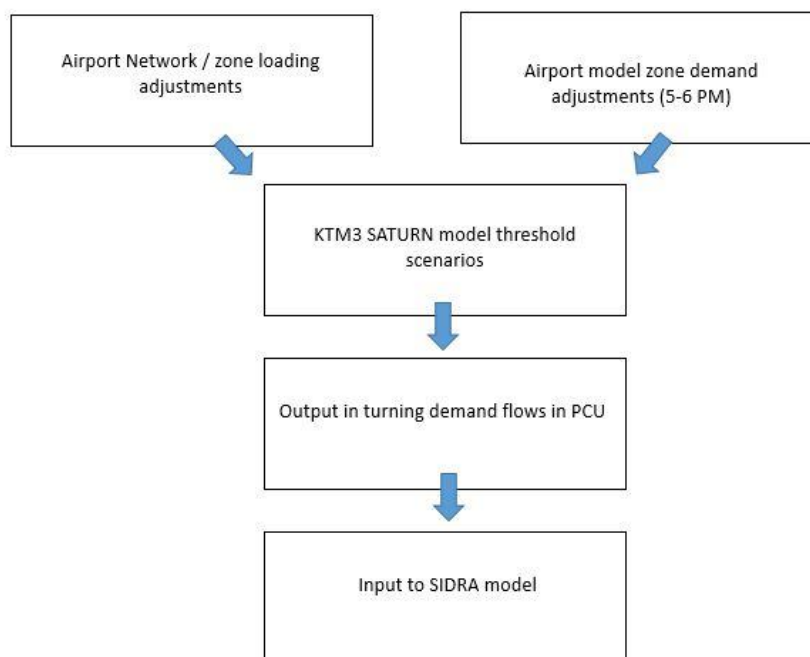 Airport Network / zone loading
adjustments
Airport model zone demand
adjustments (5-6 PM)
KTM3 SATURN model threshold
scenarios
Output in turning demand flows in PCU
Input to SIDRA model